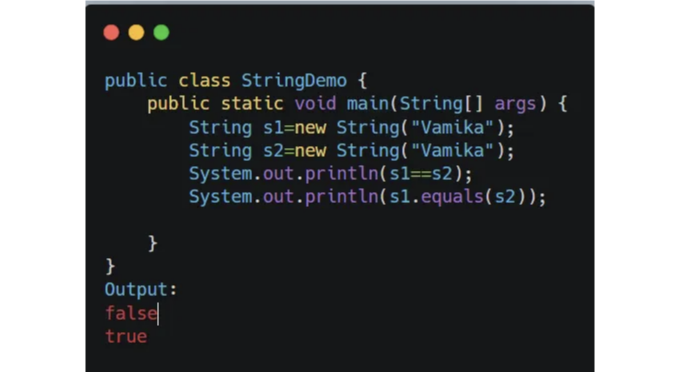 public class StringDemo {
    public static void main(String[] args) {
        String s1=new String("Vamika");
        String s2=new String("Vamika");
        System.out.println(s1==s2);
        System.out.println(s1.equals(s2));
    }
}
Output:
false
true